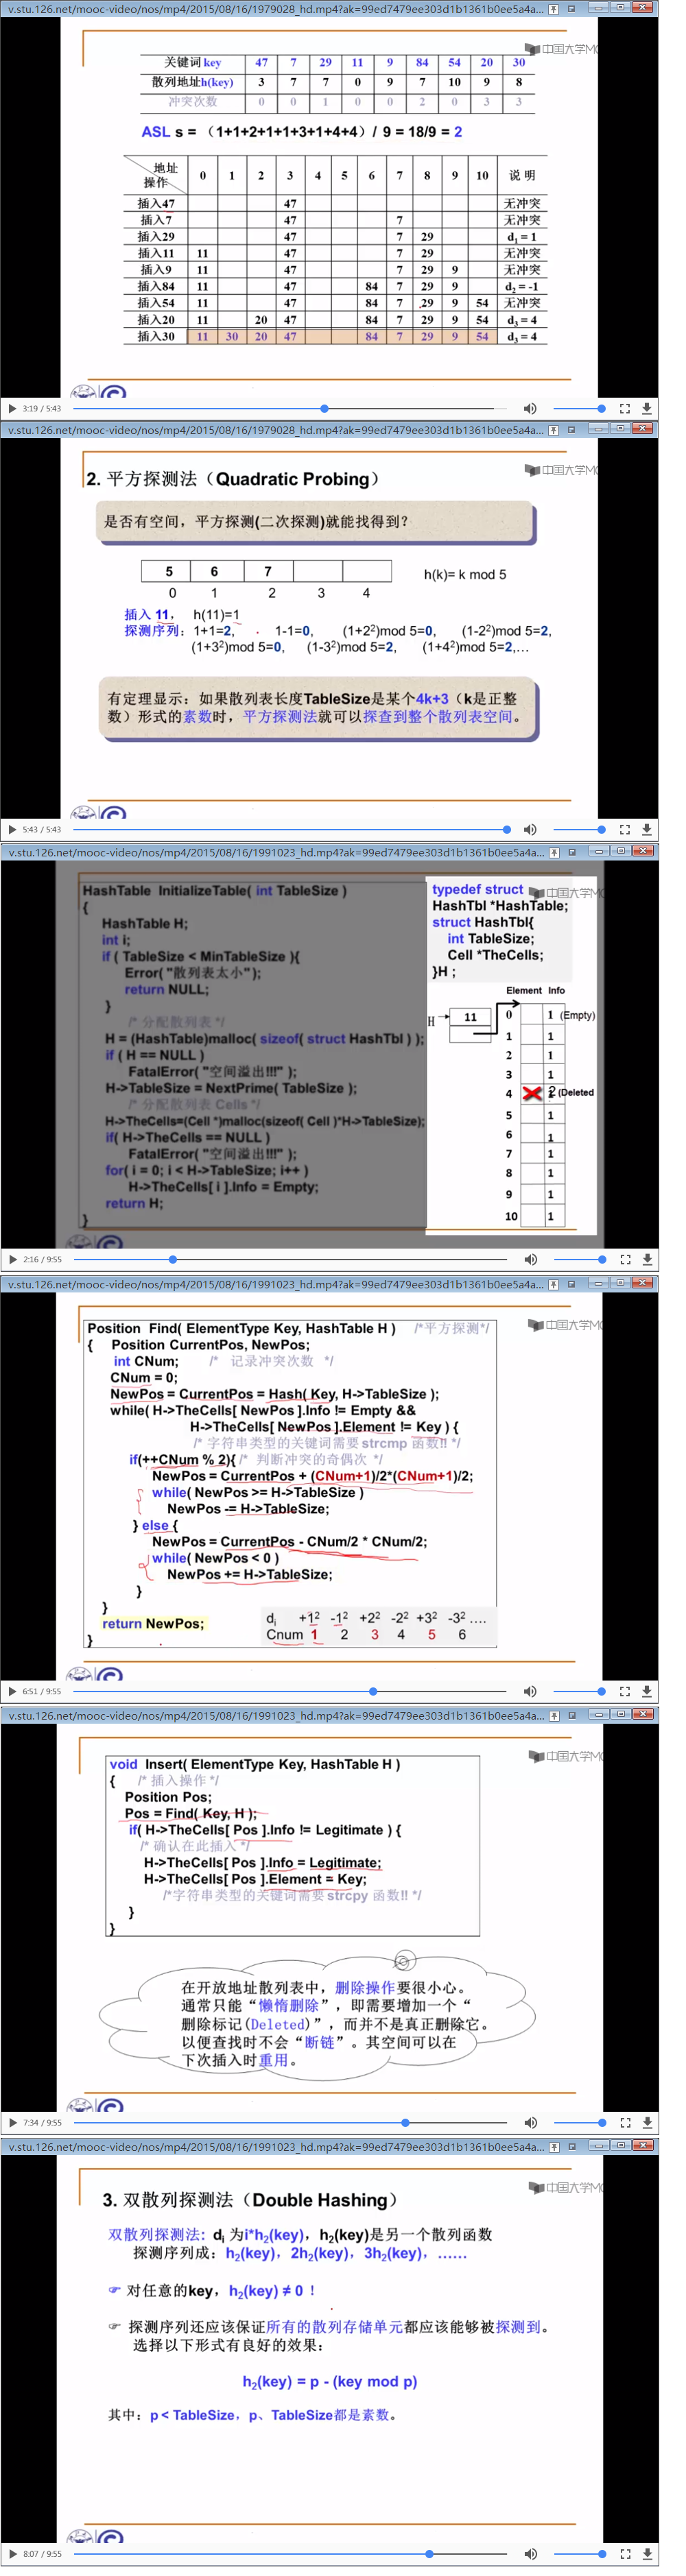 v.stu.126.net/mooc-video/nos/mp4/2015/08/16/1979028_hd.mp4?ak=99ed7479ee303d1b1361b0ee5a4a...
中国大学MO
关键词 key 47 7 29 11 9 84 54 20 30
散列地址h(key) 3 7 7 0 9 7 10 9 8
冲突次数 0 0 1 0 0 2 0 3 3
ASL s = （1+1+2+1+1+3+1+4+4）/ 9 = 18/9 = 2
地址 操作 0 1 2 3 4 5 6 7 8 9 10 说 明
插入47 47 无冲突
插入7 47 7 无冲突
插入29 47 7 29 d1 = 1
插入11 11 47 7 29 无冲突
插入9 11 47 7 29 9 无冲突
插入84 11 47 84 7 29 9 d2 = -1
插入54 11 47 84 7 29 9 54 无冲突
插入20 11 20 47 84 7 29 9 54 d3 = 4
插入30 11 30 20 47 84 7 29 9 54 d3 = 4
3:19 / 5:43
v.stu.126.net/mooc-video/nos/mp4/2015/08/16/1979028_hd.mp4?ak=99ed7479ee303d1b1361b0ee5a4a...
中国大学MO
2. 平方探测法（Quadratic Probing）
是否有空间，平方探测(二次探测)就能找得到？
5 6 7
0 1 2 3 4
h(k)= k mod 5
插入 11， h(11)=1
探测序列：1+1=2, 1-1=0, (1+2²)mod 5=0, (1-2²)mod 5=2,
(1+3²)mod 5=0, (1-3²)mod 5=2, (1+4²)mod 5=2,…
有定理显示：如果散列表长度TableSize是某个4k+3（k是正整
数）形式的素数时，平方探测法就可以探查到整个散列表空间。
5:43 / 5:43
v.stu.126.net/mooc-video/nos/mp4/2015/08/16/1991023_hd.mp4?ak=99ed7479ee303d1b1361b0ee5a4a...
中国大学MO
HashTable InitializeTable( int TableSize )
{
HashTable H;
int i;
if ( TableSize < MinTableSize ){
Error( "散列表太小");
return NULL;
}
/* 分配散列表 */
H = (HashTable)malloc( sizeof( struct HashTbl ) );
if ( H == NULL )
FatalError( "空间溢出!!!" );
H->TableSize = NextPrime( TableSize );
/* 分配散列表 Cells */
H->TheCells=(Cell *)malloc(sizeof( Cell )*H->TableSize);
if( H->TheCells == NULL )
FatalError( "空间溢出!!!" );
for( i = 0; i < H->TableSize; i++ )
H->TheCells[ i ].Info = Empty;
return H;
}
typedef struct
HashTbl *HashTable;
struct HashTbl{
int TableSize;
Cell *TheCells;
}H ;
Element Info
H 11
0 1 (Empty)
1 1
2 1
3 1
4 2 (Deleted
5 1
6 1
7 1
8 1
9 1
10 1
2:16 / 9:55
v.stu.126.net/mooc-video/nos/mp4/2015/08/16/1991023_hd.mp4?ak=99ed7479ee303d1b1361b0ee5a4a...
中国大学MO
Position Find( ElementType Key, HashTable H ) /*平方探测*/
{ Position CurrentPos, NewPos;
int CNum; /* 记录冲突次数 */
CNum = 0;
NewPos = CurrentPos = Hash( Key, H->TableSize );
while( H->TheCells[ NewPos ].Info != Empty &&
H->TheCells[ NewPos ].Element != Key ) {
/* 字符串类型的关键词需要 strcmp 函数!! */
if(++CNum % 2){ /* 判断冲突的奇偶次 */
NewPos = CurrentPos + (CNum+1)/2*(CNum+1)/2;
while( NewPos >= H->TableSize )
NewPos -= H->TableSize;
} else {
NewPos = CurrentPos - CNum/2 * CNum/2;
while( NewPos < 0 )
NewPos += H->TableSize;
}
}
return NewPos;
}
di +1² -1² +2² -2² +3² -3² ….
Cnum 1 2 3 4 5 6
6:51 / 9:55
v.stu.126.net/mooc-video/nos/mp4/2015/08/16/1991023_hd.mp4?ak=99ed7479ee303d1b1361b0ee5a4a...
中国大学MO
void Insert( ElementType Key, HashTable H )
{ /* 插入操作 */
Position Pos;
Pos = Find( Key, H );
if( H->TheCells[ Pos ].Info != Legitimate ) {
/* 确认在此插入 */
H->TheCells[ Pos ].Info = Legitimate;
H->TheCells[ Pos ].Element = Key;
/*字符串类型的关键词需要 strcpy 函数!! */
}
}
在开放地址散列表中，删除操作要很小心。
通常只能“懒惰删除”，即需要增加一个“
删除标记(Deleted)”，而并不是真正删除它。
以便查找时不会“断链”。其空间可以在
下次插入时重用。
7:34 / 9:55
v.stu.126.net/mooc-video/nos/mp4/2015/08/16/1991023_hd.mp4?ak=99ed7479ee303d1b1361b0ee5a4a...
中国大学MO
3. 双散列探测法（Double Hashing）
双散列探测法: di 为i*h2(key)，h2(key)是另一个散列函数
探测序列成：h2(key)，2h2(key)，3h2(key)，……
☞ 对任意的key，h2(key) ≠ 0 ！
☞ 探测序列还应该保证所有的散列存储单元都应该能够被探测到。
选择以下形式有良好的效果：
h2(key) = p - (key mod p)
其中：p < TableSize，p、TableSize都是素数。
8:07 / 9:55